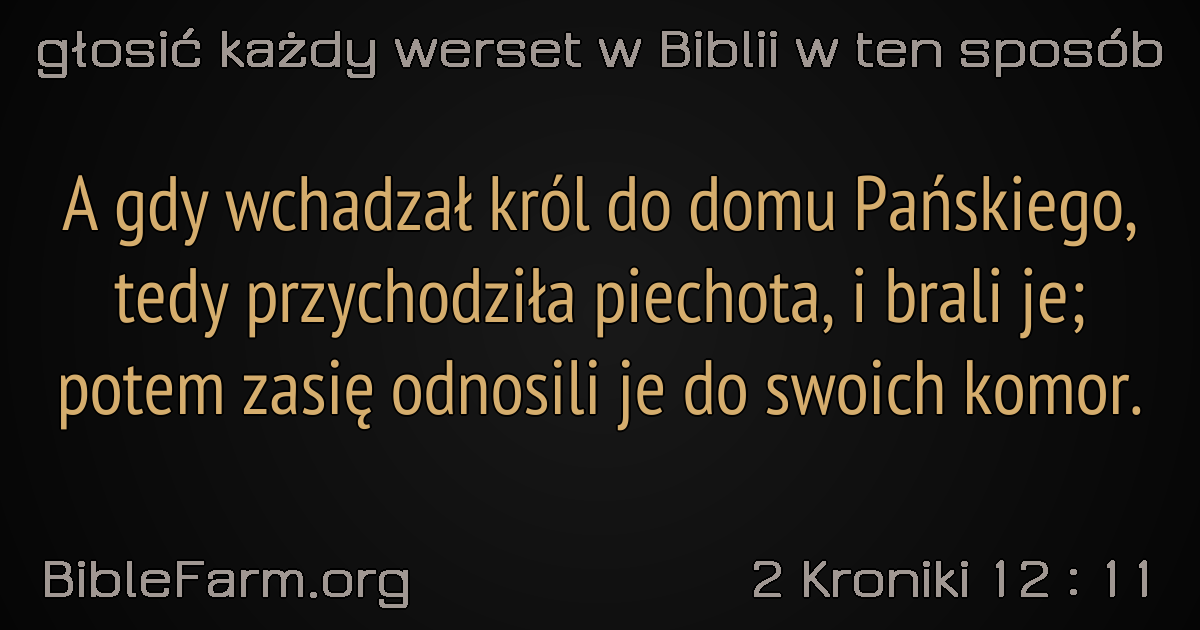 głosić każdy werset w Biblii w ten sposób
A gdy wchadzał król do domu Pańskiego,
tedy przychodziła piechota, i brali je;
potem zasię odnosili je do swoich komor.
BibleFarm.org
2 Kroniki 12 : 11